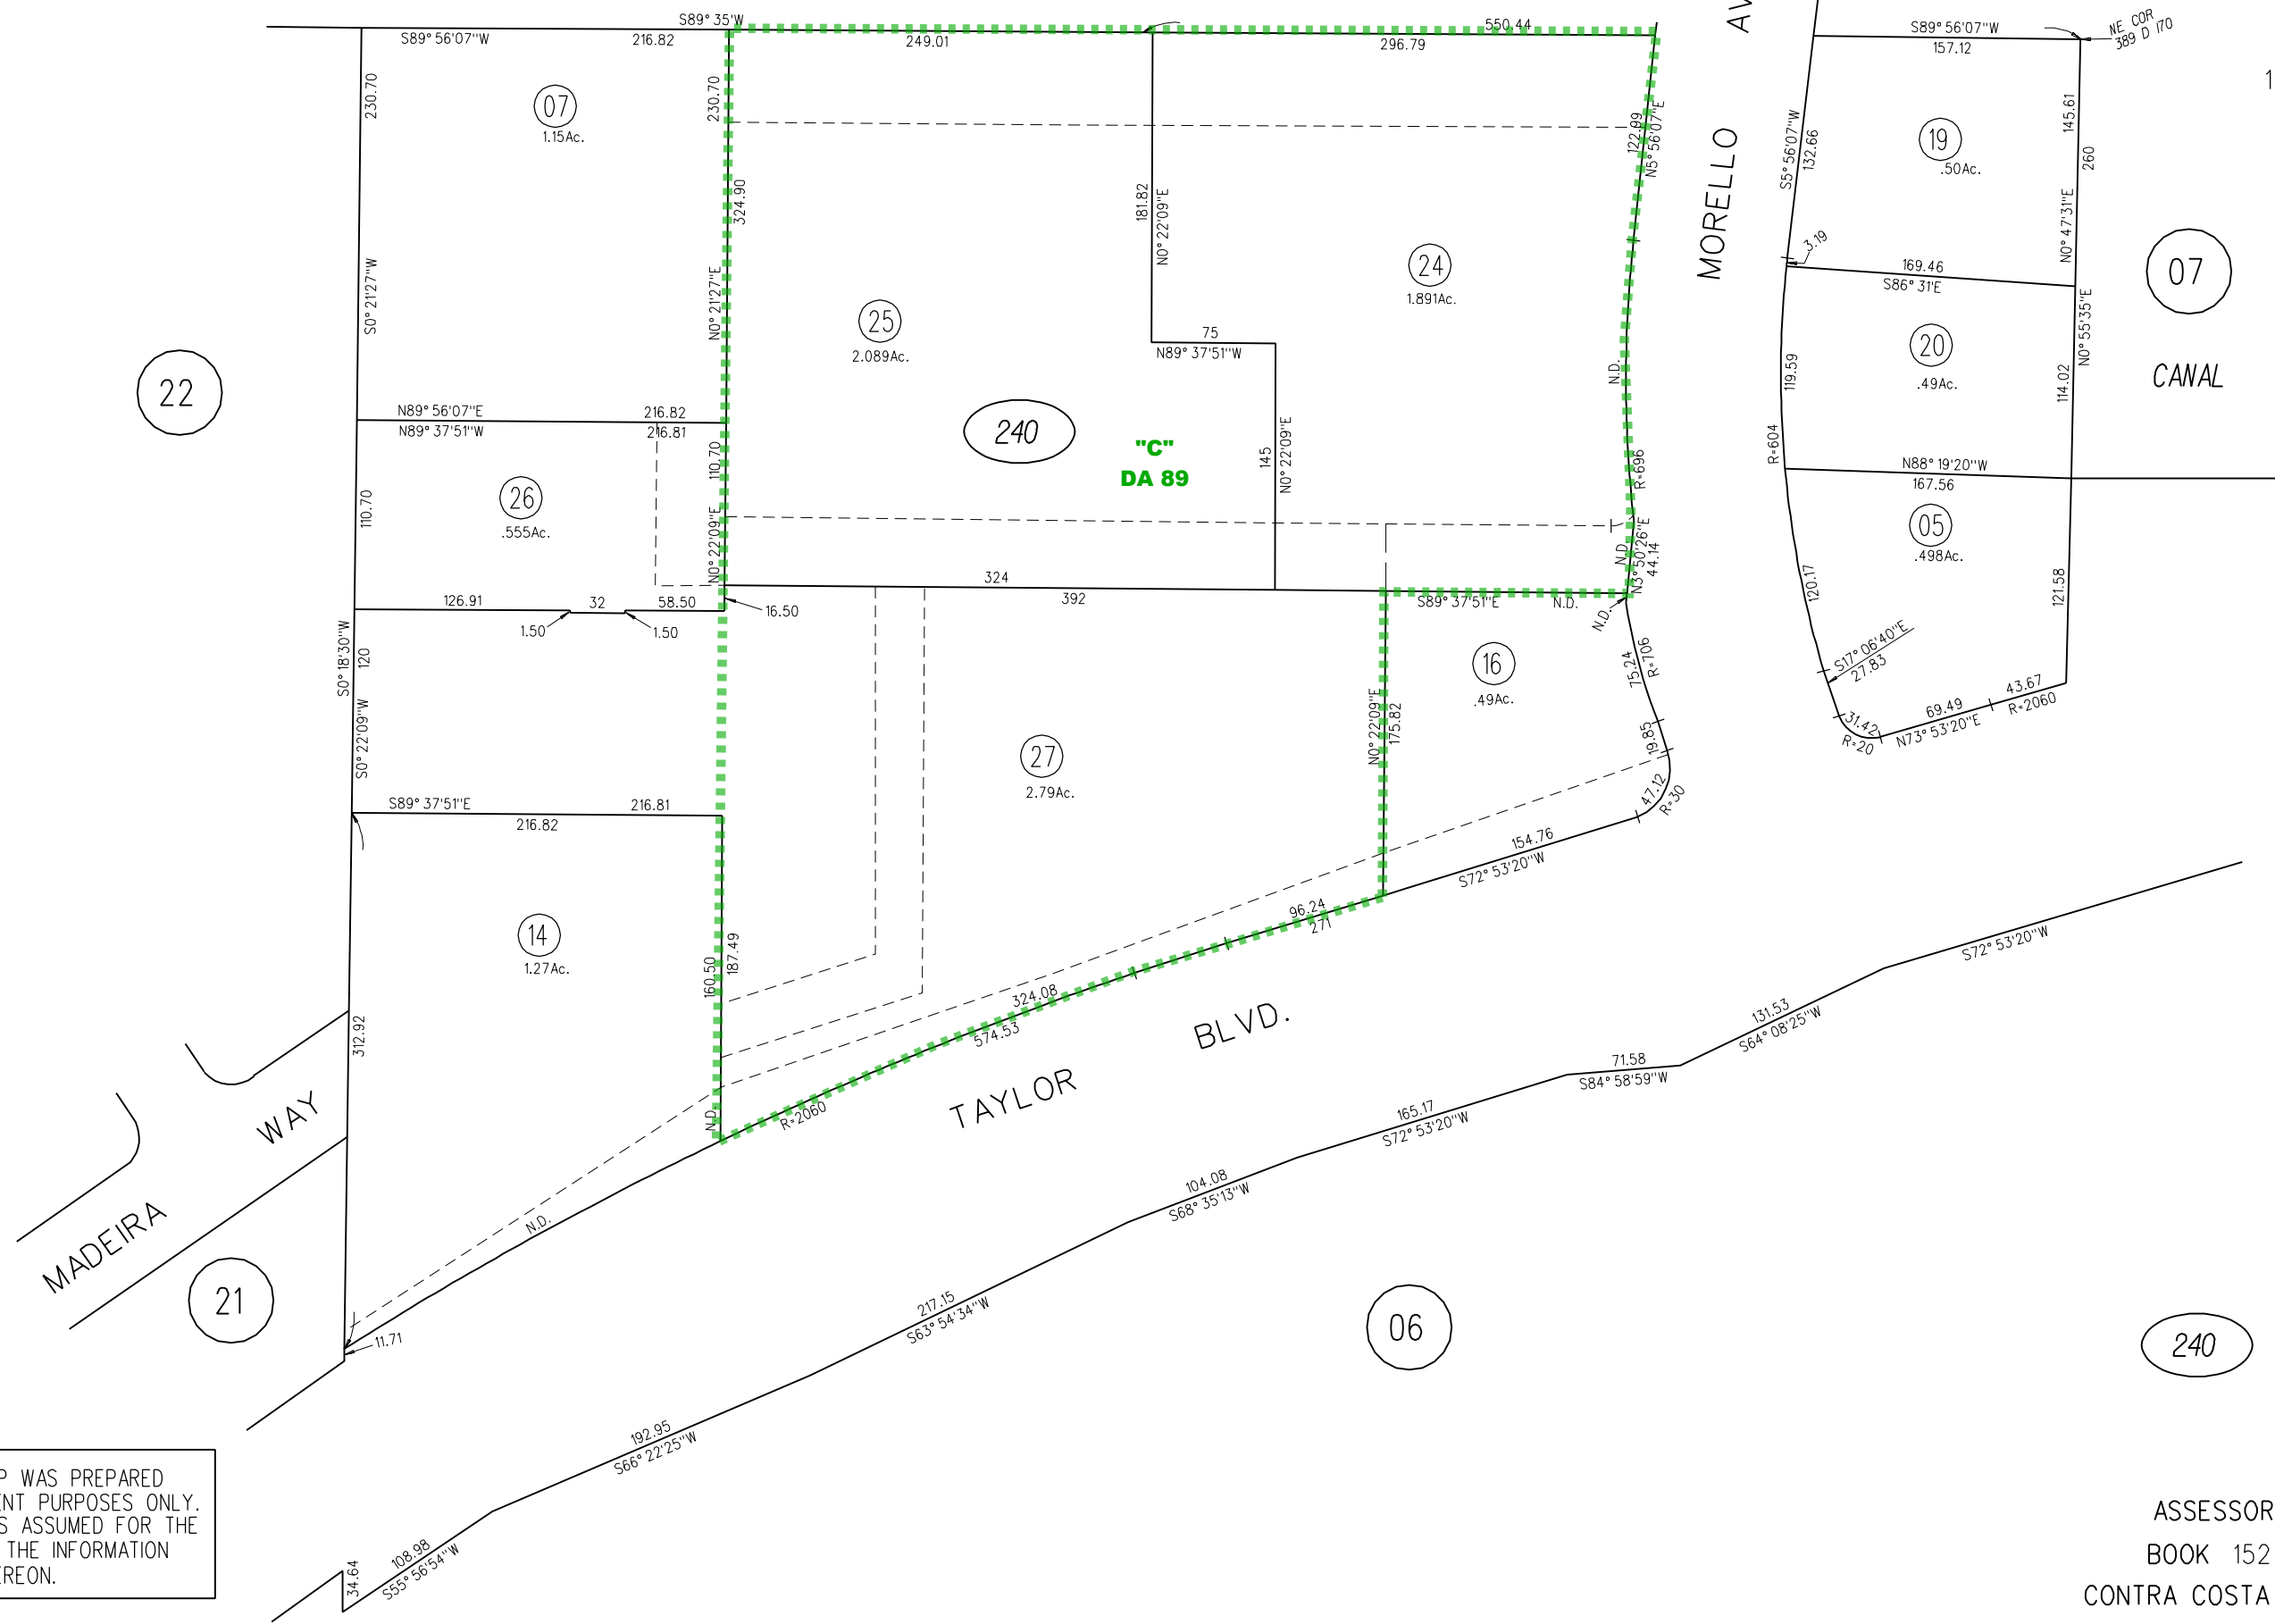 S89° 35'W
550.44
AV
S89° 56'07"W
216.82
249.01
296.79
S89° 56'07"W
157.12
NE COR
389 D 170
1
230.70
07
1.15Ac.
230.70
324.90
181.82
N0° 22'09"E
122.99
N5° 56'07"E
MORELLO
S5° 56'07"W
132.66
19
.50Ac.
145.61
260
N0° 47'31"E
3.19
169.46
S86° 31'E
07
S0° 21'27"W
N0° 21'27"E
25
2.089Ac.
24
1.891Ac.
75
N89° 37'51"W
N.D.
119.59
20
.49Ac.
N0° 55'35"E
114.02
CANAL
22
N89° 56'07"E
216.82
N89° 37'51"W
216.81
240
"C"
DA 89
145
N0° 22'09"E
R=696
R=604
N88° 19'20"W
167.56
110.70
26
.555Ac.
110.70
N0° 22'09"E
N.D.
N3° 50'26"E
44.14
05
.498Ac.
121.58
120.17
324
392
S89° 37'51"E
N.D.
N.D.
126.91
32
58.50
16.50
1.50
1.50
S0° 18'30"W
120
S0° 22'09"W
27
2.79Ac.
N0° 22'09"E
175.82
16
.49Ac.
75.24
R=706
19.85
47.12
R=30
S17° 06'40"E
27.83
31.42
R=20
69.49
N73° 53'20"E
43.67
R=2060
S89° 37'51"E
216.81
216.82
154.76
S72° 53'20"W
14
1.27Ac.
160.50
187.49
96.24
271
324.08
574.53
R=2060
N.D.
312.92
N.D.
TAYLOR
BLVD.
S72° 53'20"W
131.53
S64° 08'25"W
71.58
S84° 58'59"W
165.17
S72° 53'20"W
104.08
S68° 35'13"W
217.15
S63° 54'34"W
192.95
S66° 22'25"W
108.98
S55° 56'54"W
34.64
MADEIRA
WAY
21
11.71
06
240
P WAS PREPARED
ENT PURPOSES ONLY.
S ASSUMED FOR THE
THE INFORMATION
EREON.
ASSESSOR
BOOK 152
CONTRA COSTA